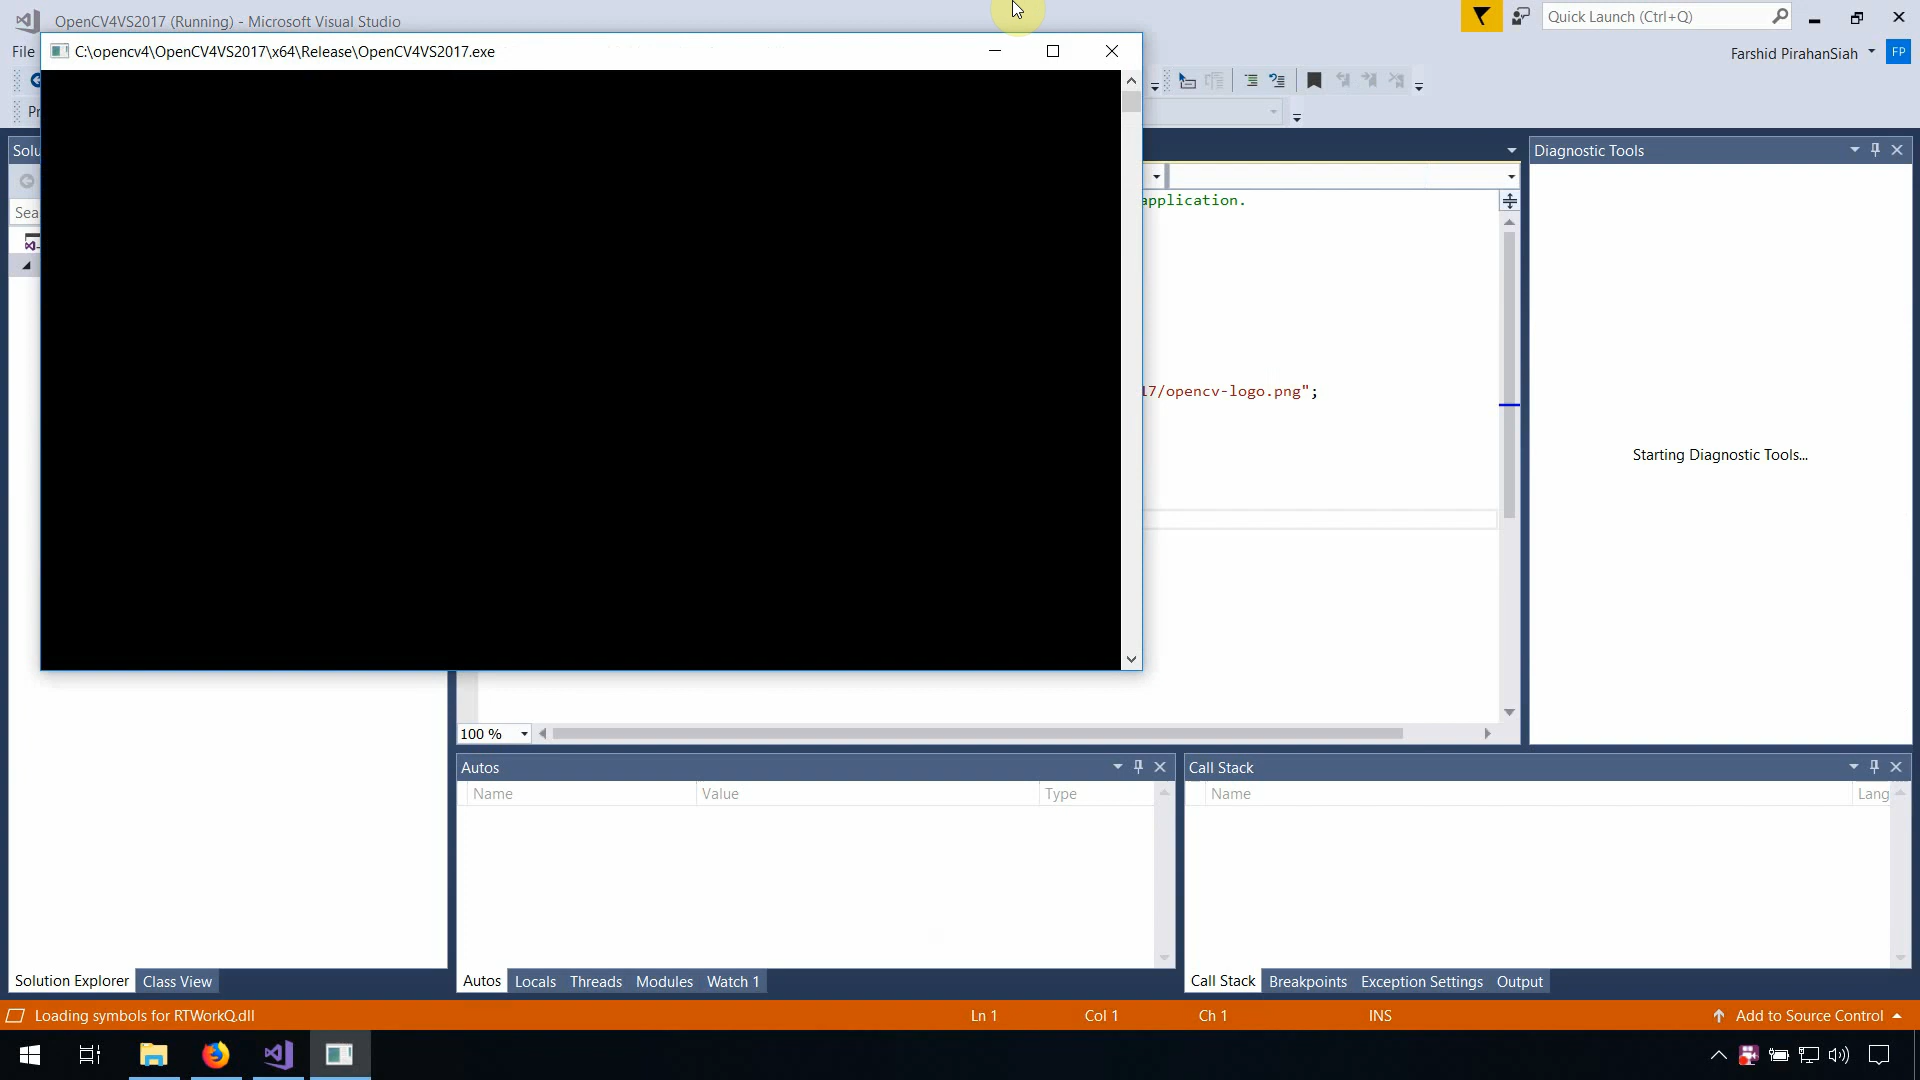 OpenCV4VS2017 (Running) - Microsoft Visual Studio
Quick Launch (Ctrl+Q)
File
C:\opencv4\OpenCV4VS2017\x64\Release\OpenCV4VS2017.exe
Farshid PirahanSiah
FP
Pr
Solu
Diagnostic Tools
application.
Sea
17/opencv-logo.png";
Starting Diagnostic Tools...
100 %
Autos
Call Stack
Name Value Type
Name Lang
Solution Explorer Class View
Autos Locals Threads Modules Watch 1
Call Stack Breakpoints Exception Settings Output
Loading symbols for RTWorkQ.dll
Ln 1 Col 1 Ch 1 INS
Add to Source Control